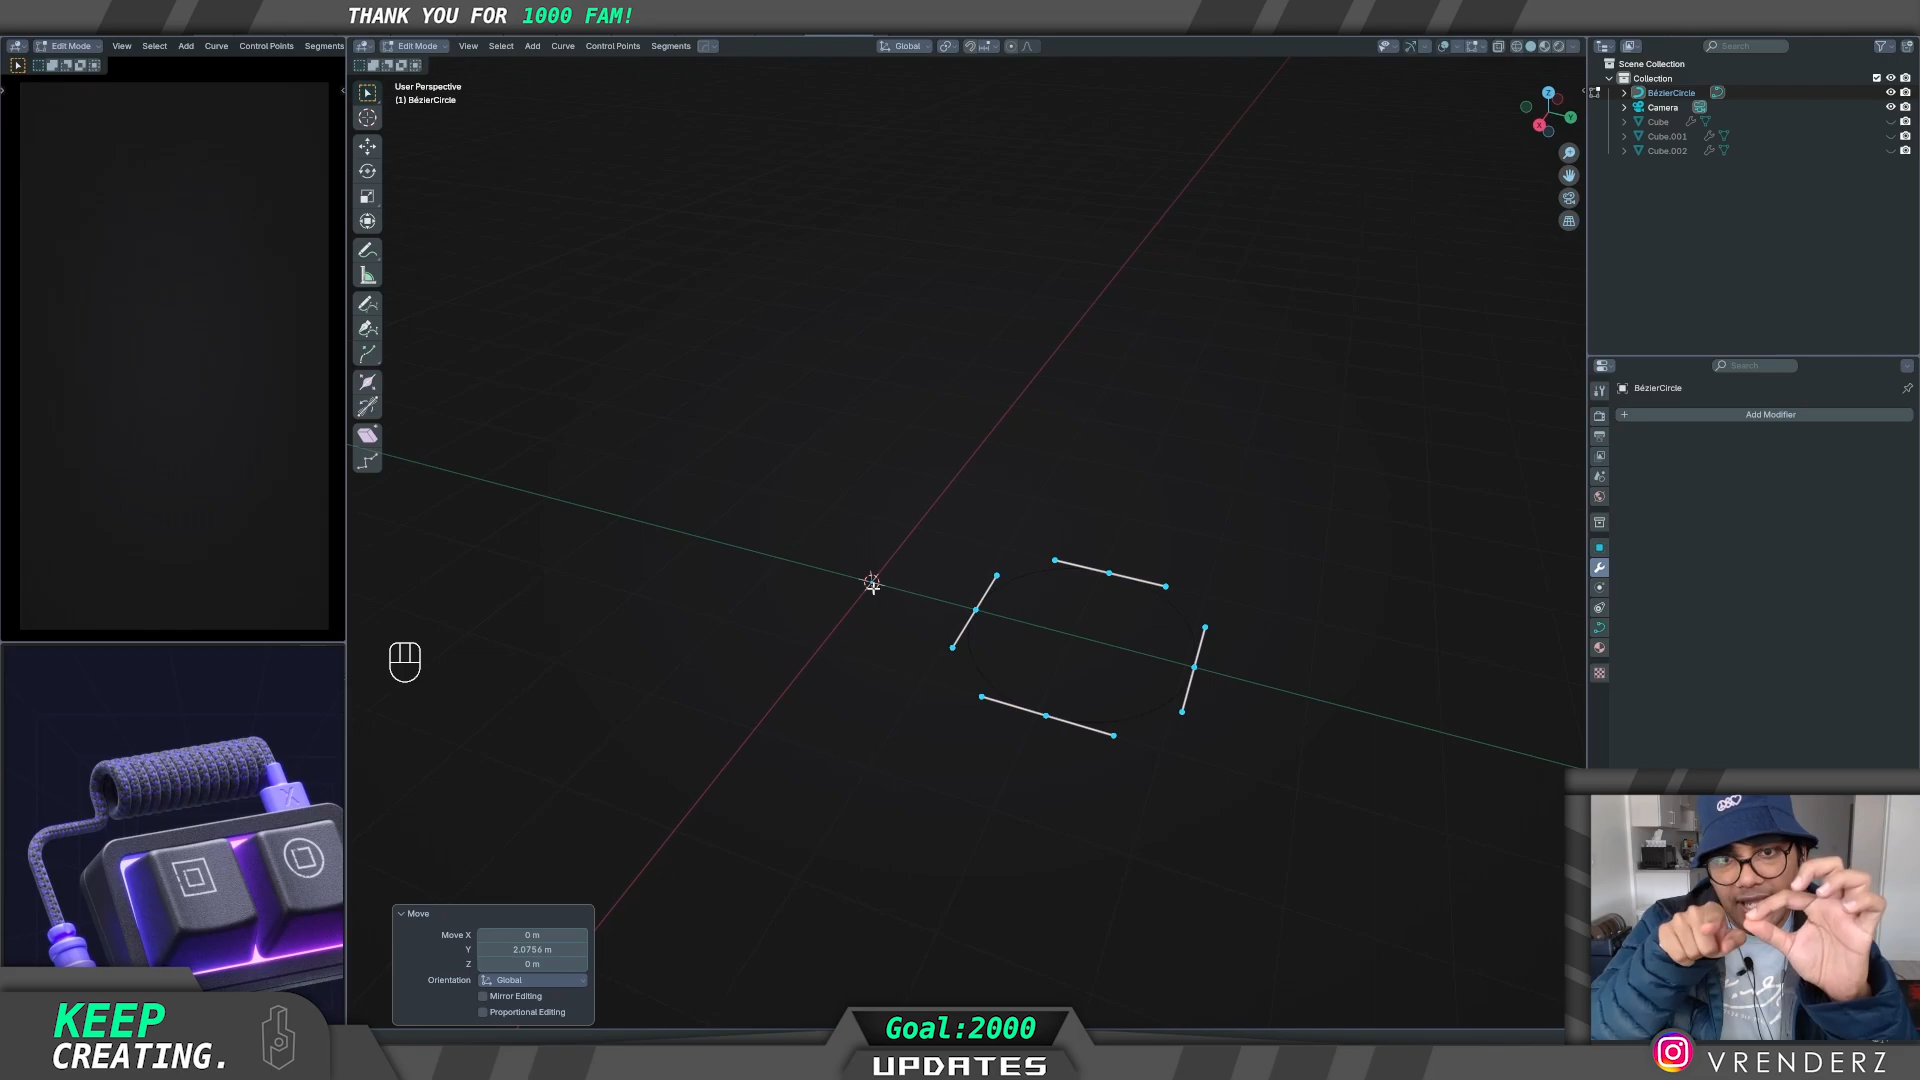 THANK YOU FOR 1000 FAM!
Edit Mode View Select Add Curve Control Points Segments
Edit Mode View Select Add Curve Control Points Segments
Global
User Perspective
(1) BézierCircle
Z
Y
X
Search
Scene Collection
Collection
BézierCircle
Camera
Cube
Cube.001
Cube.002
Search
BézierCircle
Add Modifier
Move
Move X 0 m
Y 2.0756 m
Z 0 m
Orientation Global
Mirror Editing
Proportional Editing
X
KEEP
CREATING.
Goal:2000
UPDATES
VRENDERZ